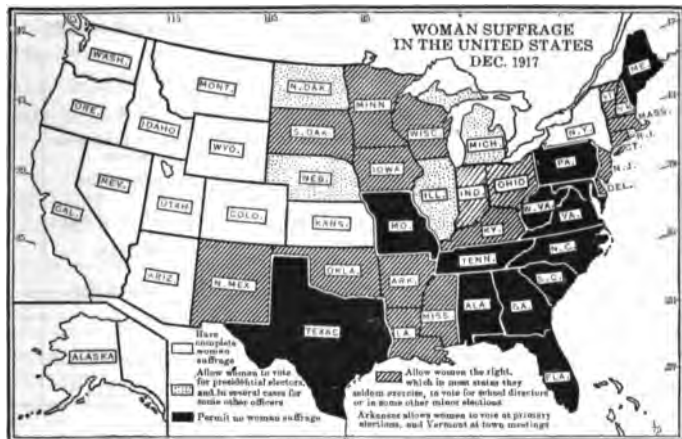 WOMAN SUFFRAGE
IN THE UNITED STATES
DEC. 1917
WASH.
MONT.
N.DAK.
MINN.
ME.
ORE.
IDAHO
S.DAK.
WISC.
MICH.
N.Y.
MASS.
R.I.
CT.
WYO.
NEB.
IOWA
PA.
N.J.
NEV.
UTAH
COLO.
ILL.
IND.
OHIO
DEL.
CAL.
KANS.
MO.
W.VA.
VA.
KY.
ARIZ.
N.MEX.
OKLA.
ARK.
TENN.
N.C.
S.C.
TEXAS
LA.
MISS.
ALA.
GA.
FLA.
ALASKA
Have
complete
women
suffrage
Allow women to vote
for presidential electors,
and in several cases for
some other officers
Permit no woman suffrage
Allow women the right,
which in most states they
seldom exercise, to vote for school directors
or in some other minor elections.
Arkansas allows women to vote at primary
elections, and Vermont at town meetings